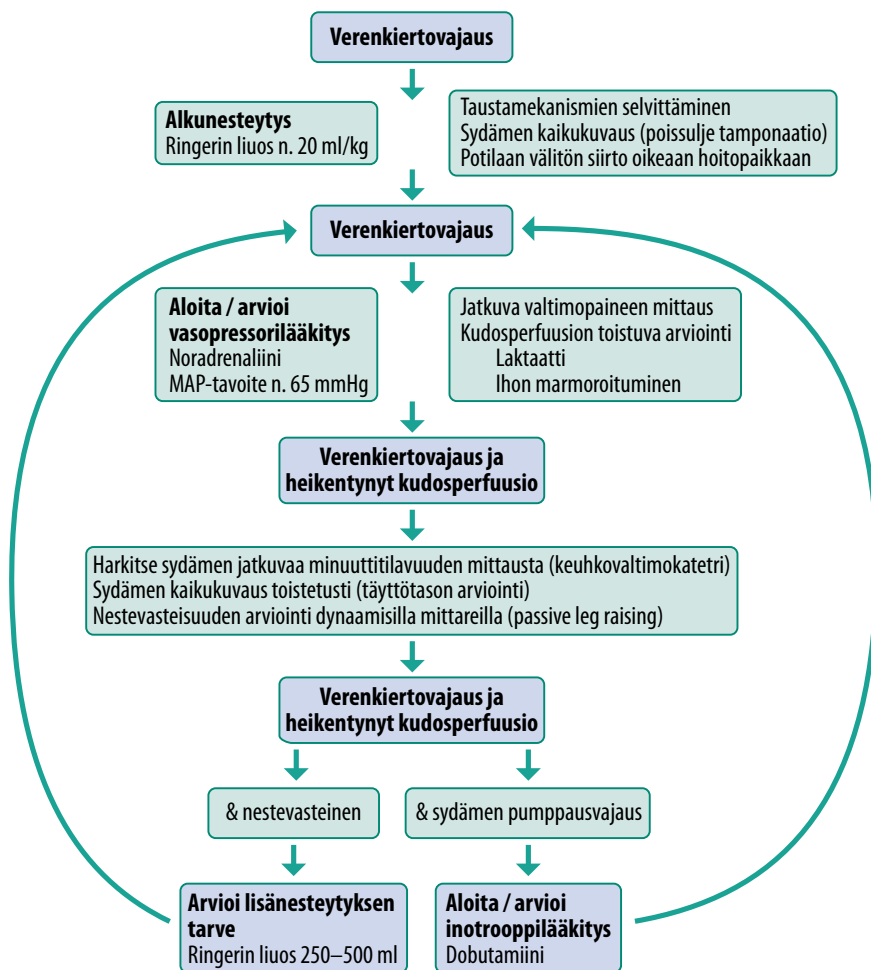 Verenkiertovajaus
Alkunesteytys
Ringerin liuos n. 20 ml/kg
Taustamekanismien selvittäminen
Sydämen kaikukuvaus (poissulje tamponaatio)
Potilaan välitön siirto oikeaan hoitopaikkaan
Verenkiertovajaus
Aloita / arvioi
vasopressorilääkitys
Noradrenaliini
MAP-tavoite n. 65 mmHg
Jatkuva valtimopaineen mittaus
Kudosperfuusion toistuva arviointi
Laktaatti
Ihon marmoroituminen
Verenkiertovajaus ja
heikentynyt kudosperfuusio
Harkitse sydämen jatkuvaa minuuttitilavuuden mittausta (keuhkovaltimokatetri)
Sydämen kaikukuvaus toistetusti (täyttötason arviointi)
Nestevasteisuuden arviointi dynaamisilla mittareilla (passive leg raising)
Verenkiertovajaus ja
heikentynyt kudosperfuusio
& nestevasteinen
& sydämen pumppausvajaus
Arvioi lisänesteytyksen
tarve
Ringerin liuos 250–500 ml
Aloita / arvioi
inotrooppilääkitys
Dobutamiini